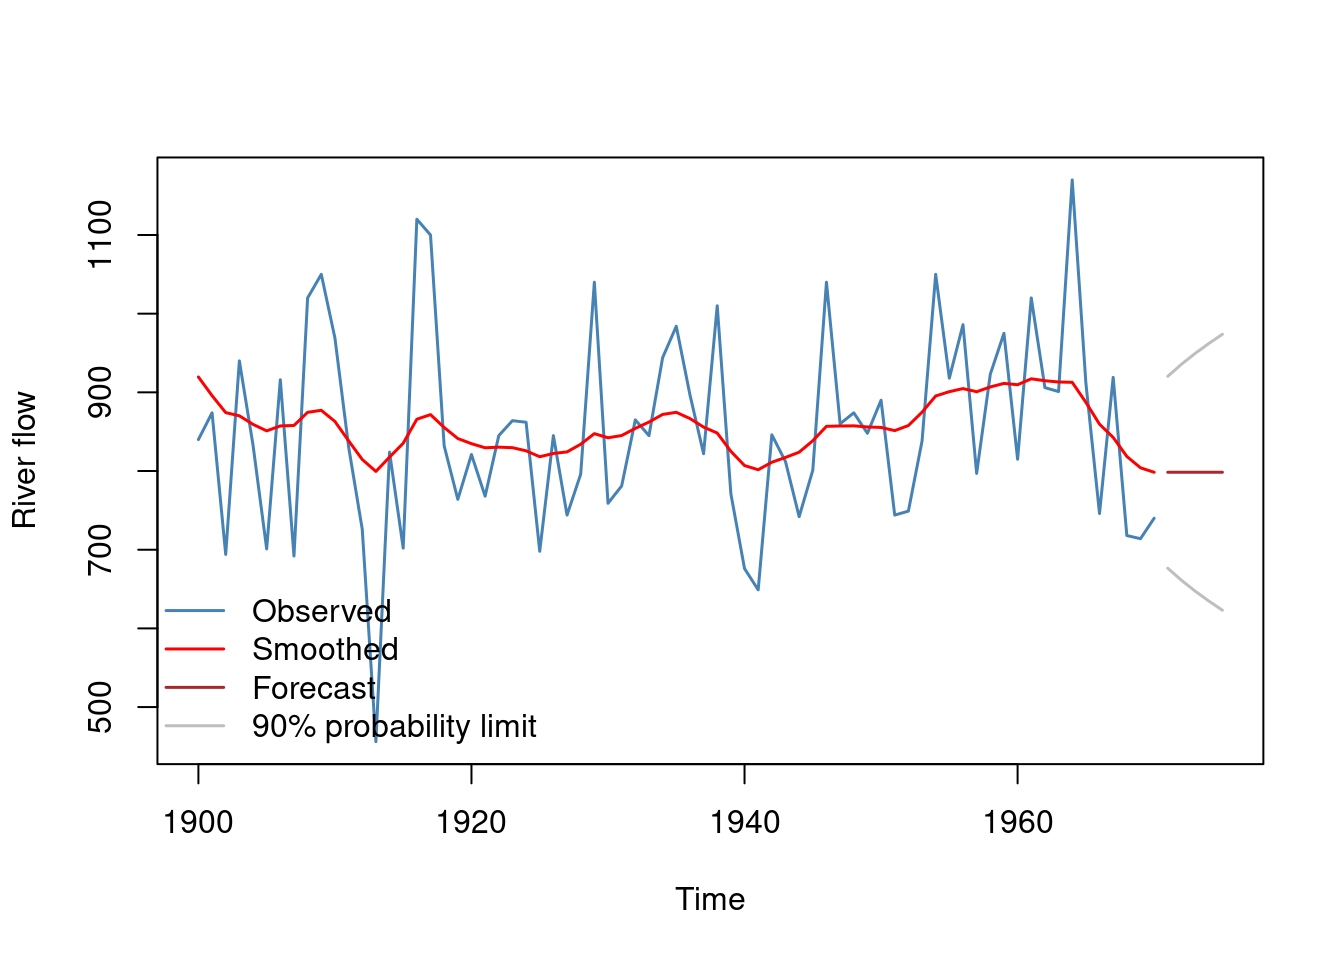 River flow
1100
900
700
500
Observed
Smoothed
Forecast
90% probability limit
1900 1920 1940 1960
Time